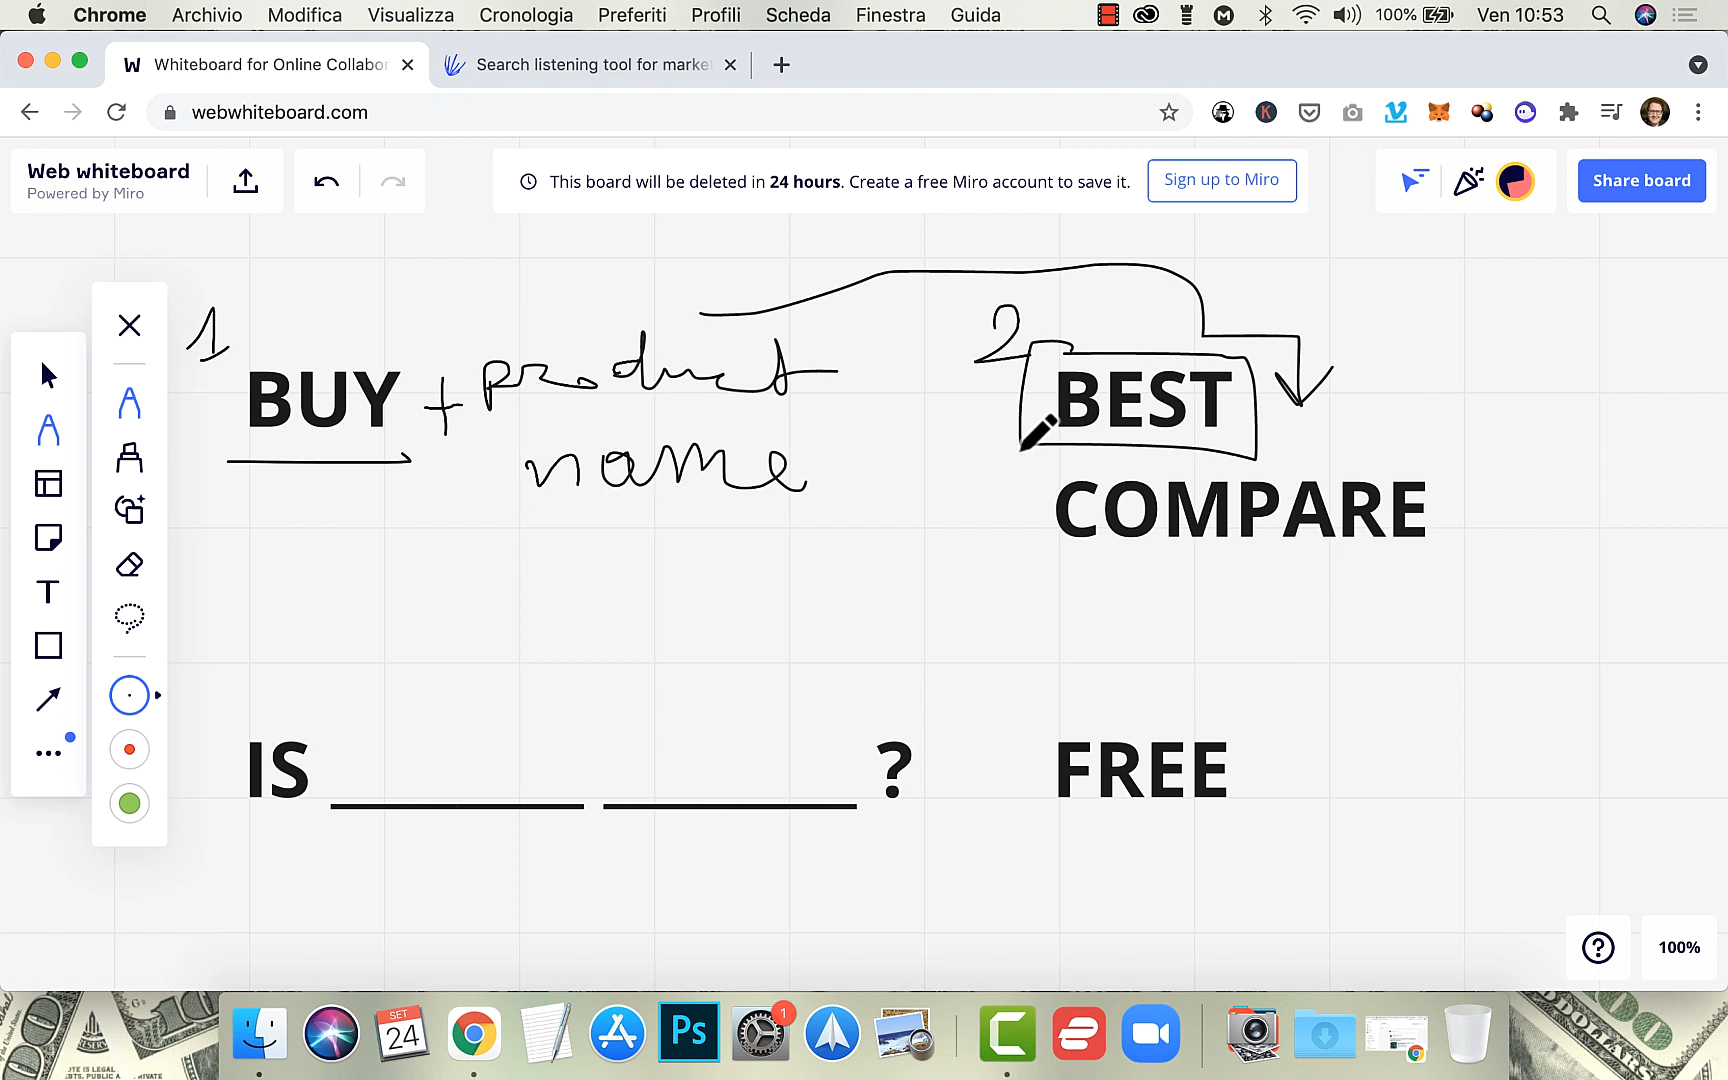 Chrome Archivio Modifica Visualizza Cronologia Preferiti Profili Scheda Finestra Guida 100% Ven 10:53
W Whiteboard for Online Collabor Search listening tool for marke
webwhiteboard.com
Web whiteboard
Powered by Miro
This board will be deleted in 24 hours. Create a free Miro account to save it.
Sign up to Miro
Share board
1
BUY + product
name
2
BEST
COMPARE
IS ? FREE
100%
SET
24
Ps
1